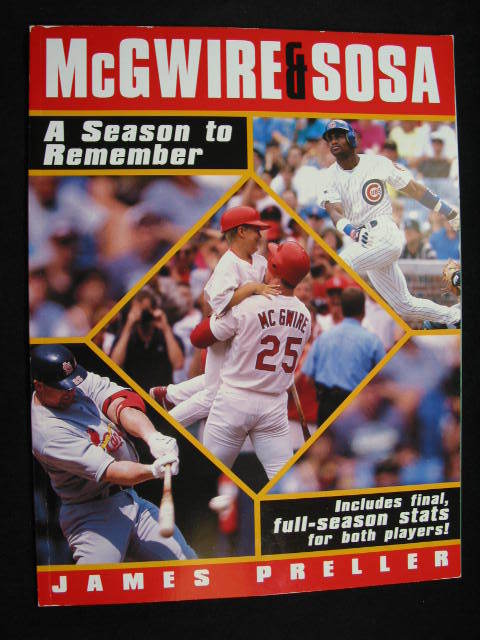 McGWIRE & SOSA
A Season to
Remember
MC GWIRE
25
Includes final,
full-season stats
for both players!
JAMES PRELLER